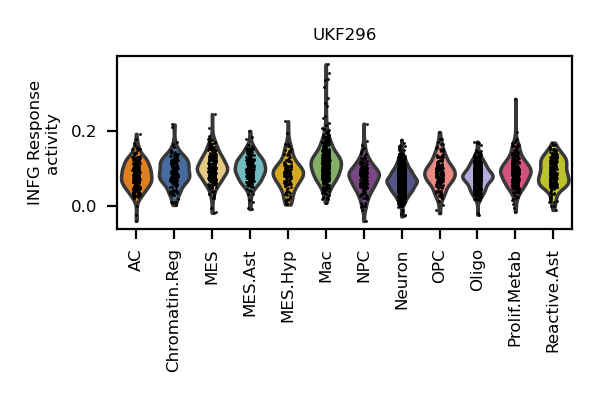 UKF296
INFG Response
activity
0.2
0.0
AC
Chromatin.Reg
MES
MES.Ast
MES.Hyp
Mac
NPC
Neuron
OPC
Oligo
Prolif.Metab
Reactive.Ast